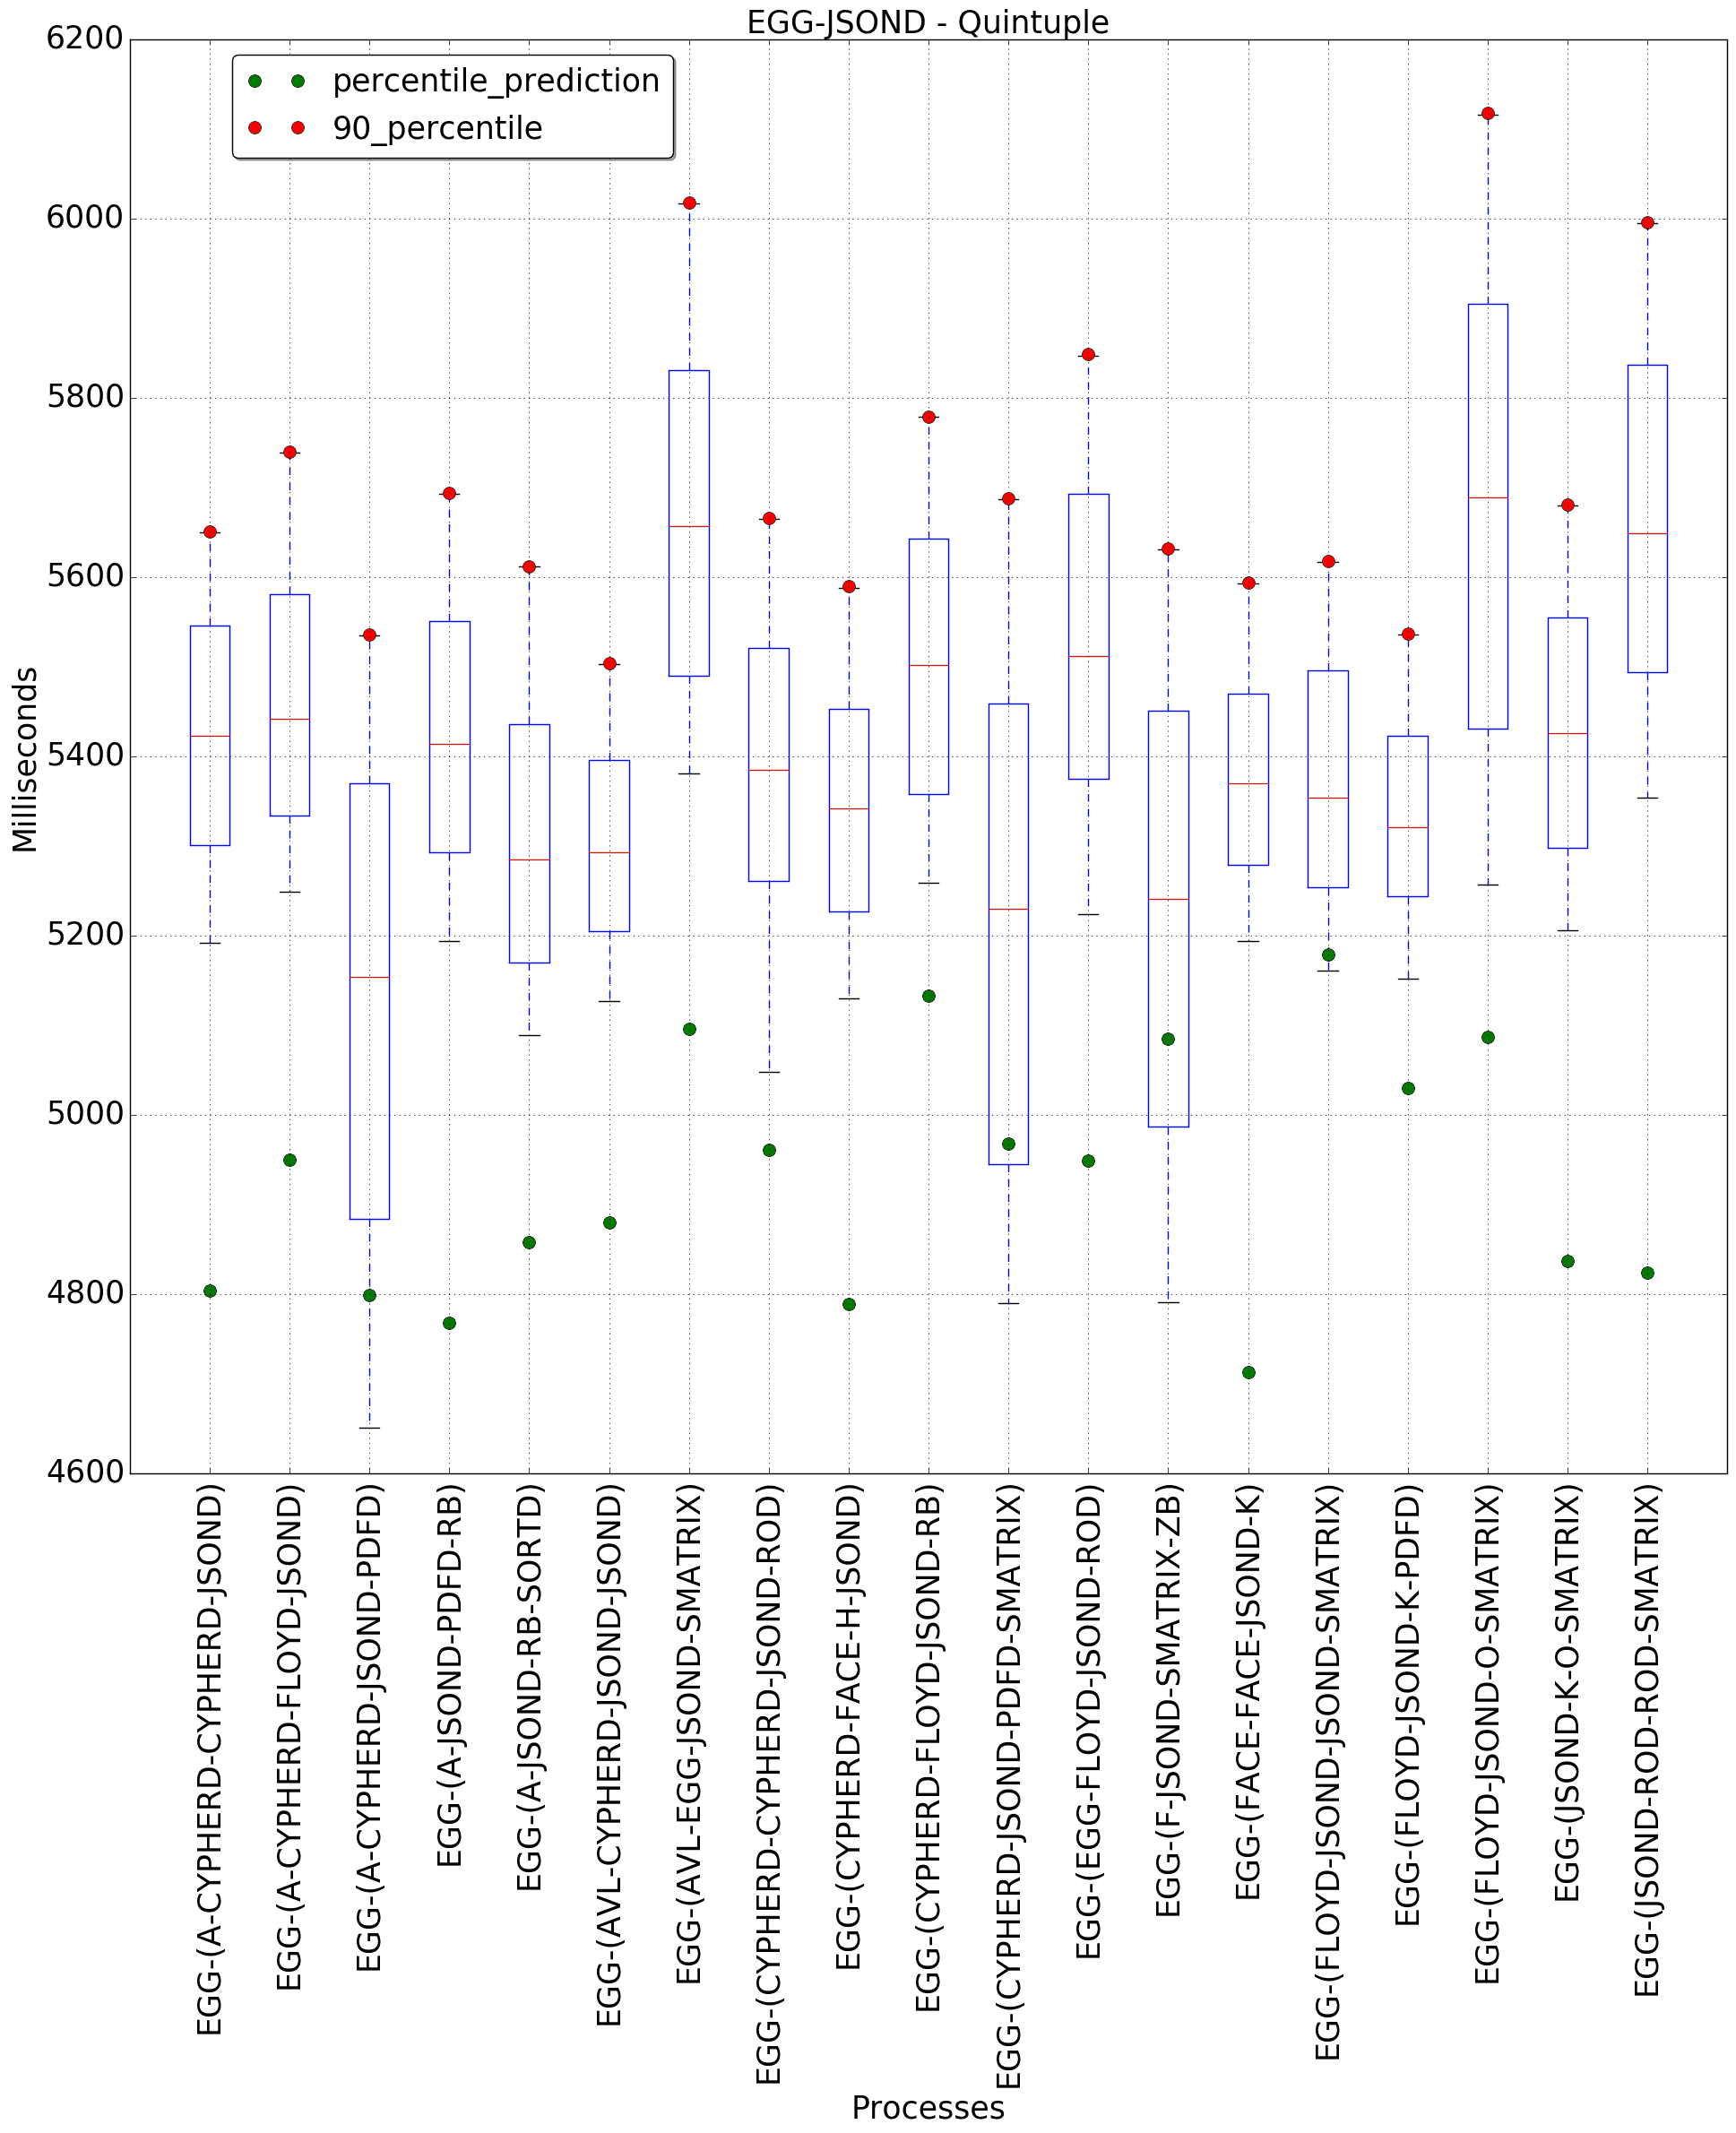 EGG-JSOND - Quintuple
percentile_prediction
90_percentile
6200
6000
5800
5600
5400
5200
5000
4800
4600
Milliseconds
EGG-(A-CYPHERD-CYPHERD-JSOND)
EGG-(A-CYPHERD-FLOYD-JSOND)
EGG-(A-CYPHERD-JSOND-PDFD)
EGG-(A-JSOND-PDFD-RB)
EGG-(A-JSOND-RB-SORTD)
EGG-(AVL-CYPHERD-JSOND-JSOND)
EGG-(AVL-EGG-JSOND-SMATRIX)
EGG-(CYPHERD-CYPHERD-JSOND-ROD)
EGG-(CYPHERD-FACE-H-JSOND)
EGG-(CYPHERD-FLOYD-JSOND-RB)
EGG-(CYPHERD-JSOND-PDFD-SMATRIX)
EGG-(EGG-FLOYD-JSOND-ROD)
EGG-(F-JSOND-SMATRIX-ZB)
EGG-(FACE-FACE-JSOND-K)
EGG-(FLOYD-JSOND-JSOND-SMATRIX)
EGG-(FLOYD-JSOND-K-PDFD)
EGG-(FLOYD-JSOND-O-SMATRIX)
EGG-(JSOND-K-O-SMATRIX)
EGG-(JSOND-ROD-ROD-SMATRIX)
Processes